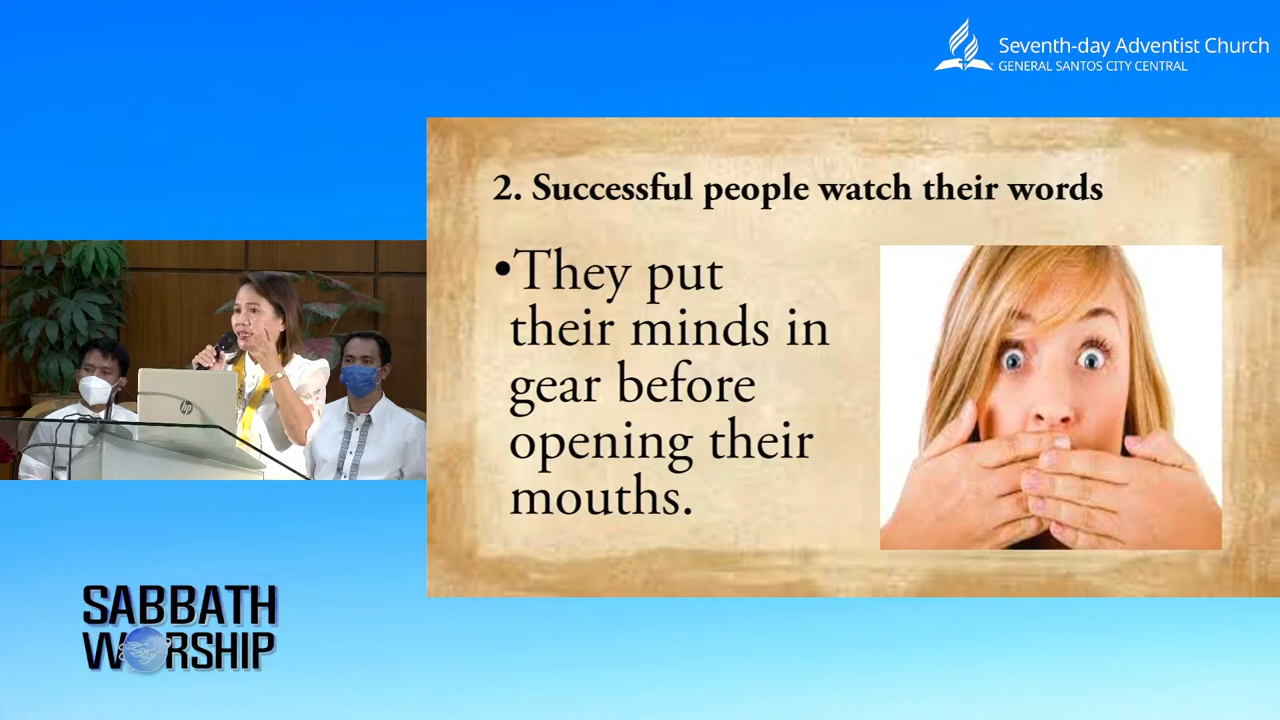 Seventh-day Adventist Church
GENERAL SANTOS CITY CENTRAL
2. Successful people watch their words
•They put
their minds in
gear before
opening their
mouths.
hp
SABBATH
WORSHIP